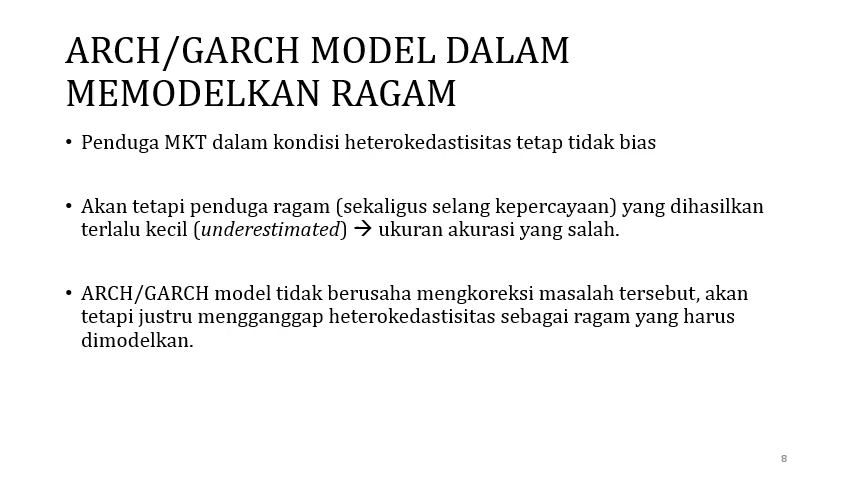 ARCH/GARCH MODEL DALAM
MEMODELKAN RAGAM
• Penduga MKT dalam kondisi heterokedastisitas tetap tidak bias
• Akan tetapi penduga ragam (sekaligus selang kepercayaan) yang dihasilkan
terlalu kecil (underestimated) → ukuran akurasi yang salah.
• ARCH/GARCH model tidak berusaha mengkoreksi masalah tersebut, akan
tetapi justru mengganggap heterokedastisitas sebagai ragam yang harus
dimodelkan.
8